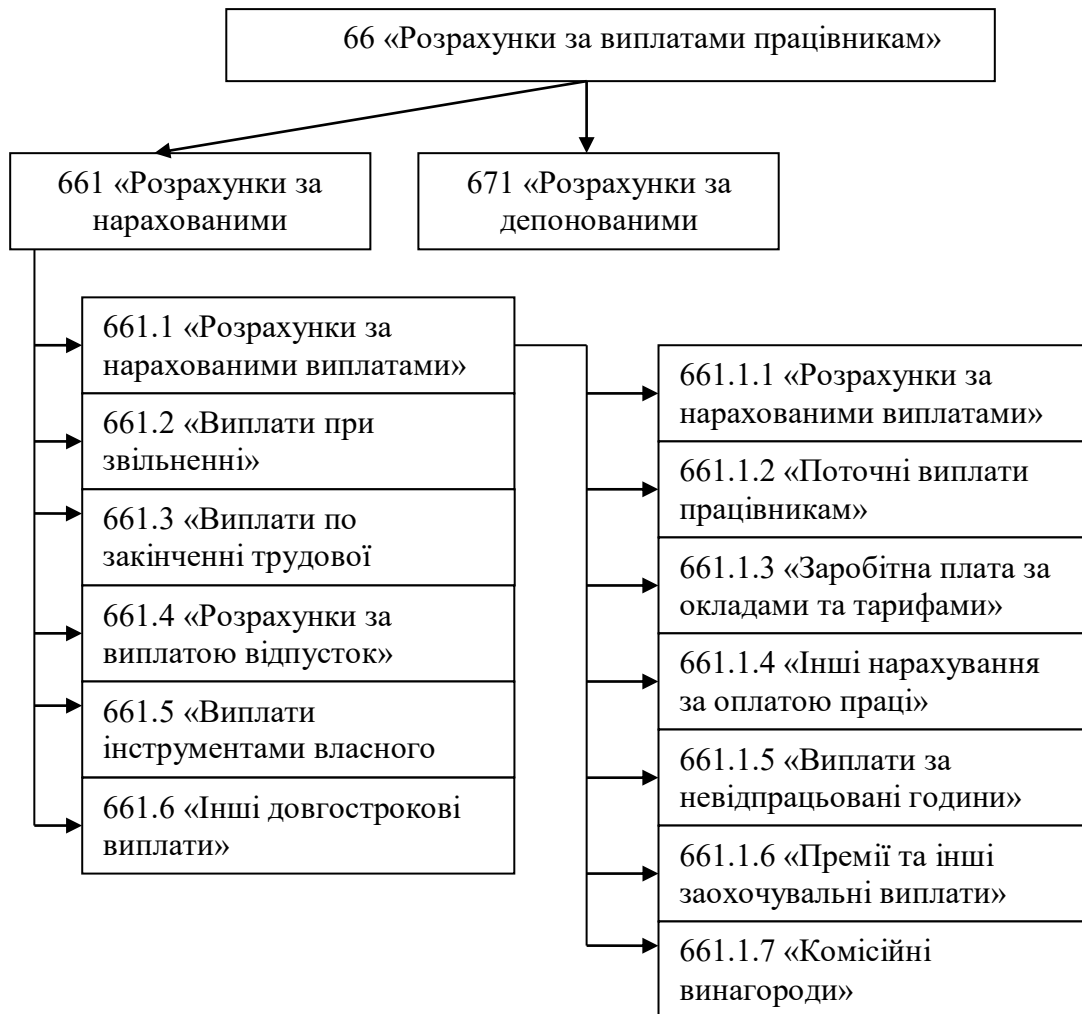 66 «Розрахунки за виплатами працівникам»
661 «Розрахунки за
нарахованими
671 «Розрахунки за
депонованими
661.1 «Розрахунки за
нарахованими виплатами»
661.2 «Виплати при
звільненні»
661.3 «Виплати по
закінченні трудової
661.4 «Розрахунки за
виплатою відпусток»
661.5 «Виплати
інструментами власного
661.6 «Інші довгострокові
виплати»
661.1.1 «Розрахунки за
нарахованими виплатами»
661.1.2 «Поточні виплати
працівникам»
661.1.3 «Заробітна плата за
окладами та тарифами»
661.1.4 «Інші нарахування
за оплатою праці»
661.1.5 «Виплати за
невідпрацьовані години»
661.1.6 «Премії та інші
заохочувальні виплати»
661.1.7 «Комісійні
винагороди»